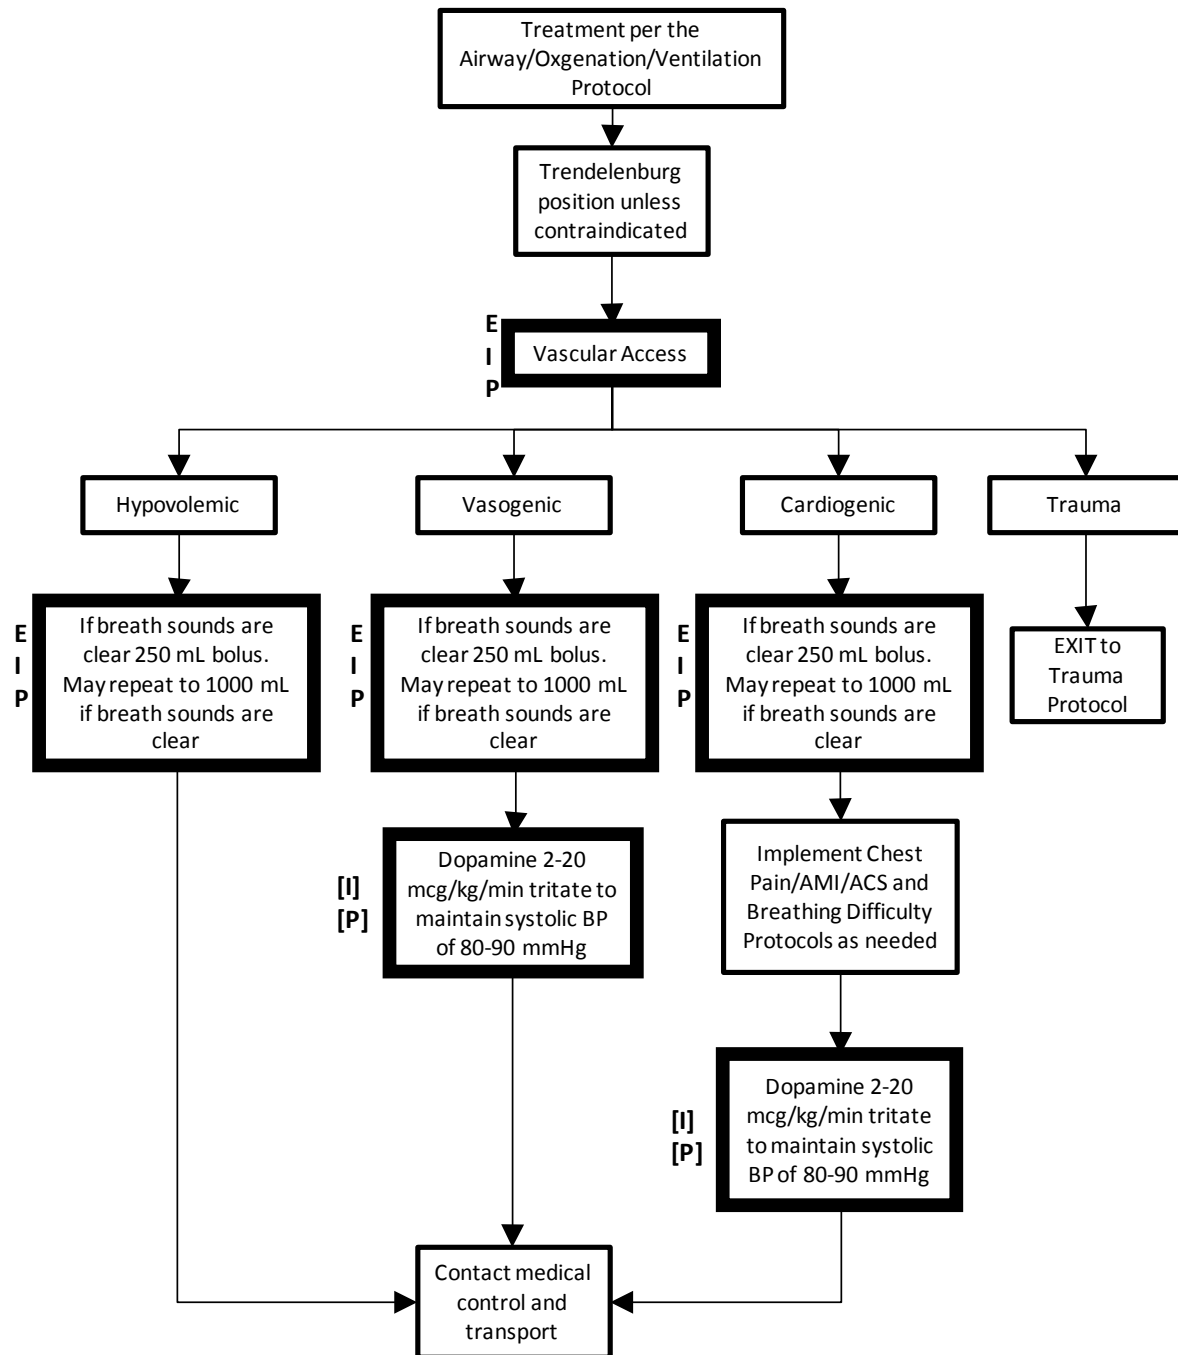 Treatment per the
Airway/Oxgenation/Ventilation
Protocol
Trendelenburg
position unless
contraindicated
E
I
P
Vascular Access
Hypovolemic
Vasogenic
Cardiogenic
Trauma
E
I
P
If breath sounds are
clear 250 mL bolus.
May repeat to 1000 mL
if breath sounds are
clear
E
I
P
If breath sounds are
clear 250 mL bolus.
May repeat to 1000 mL
if breath sounds are
clear
E
I
P
If breath sounds are
clear 250 mL bolus.
May repeat to 1000 mL
if breath sounds are
clear
EXIT to
Trauma
Protocol
[I]
[P]
Dopamine 2-20
mcg/kg/min tritate to
maintain systolic BP
of 80-90 mmHg
Implement Chest
Pain/AMI/ACS and
Breathing Difficulty
Protocols as needed
[I]
[P]
Dopamine 2-20
mcg/kg/min tritate
to maintain systolic
BP of 80-90 mmHg
Contact medical
control and
transport